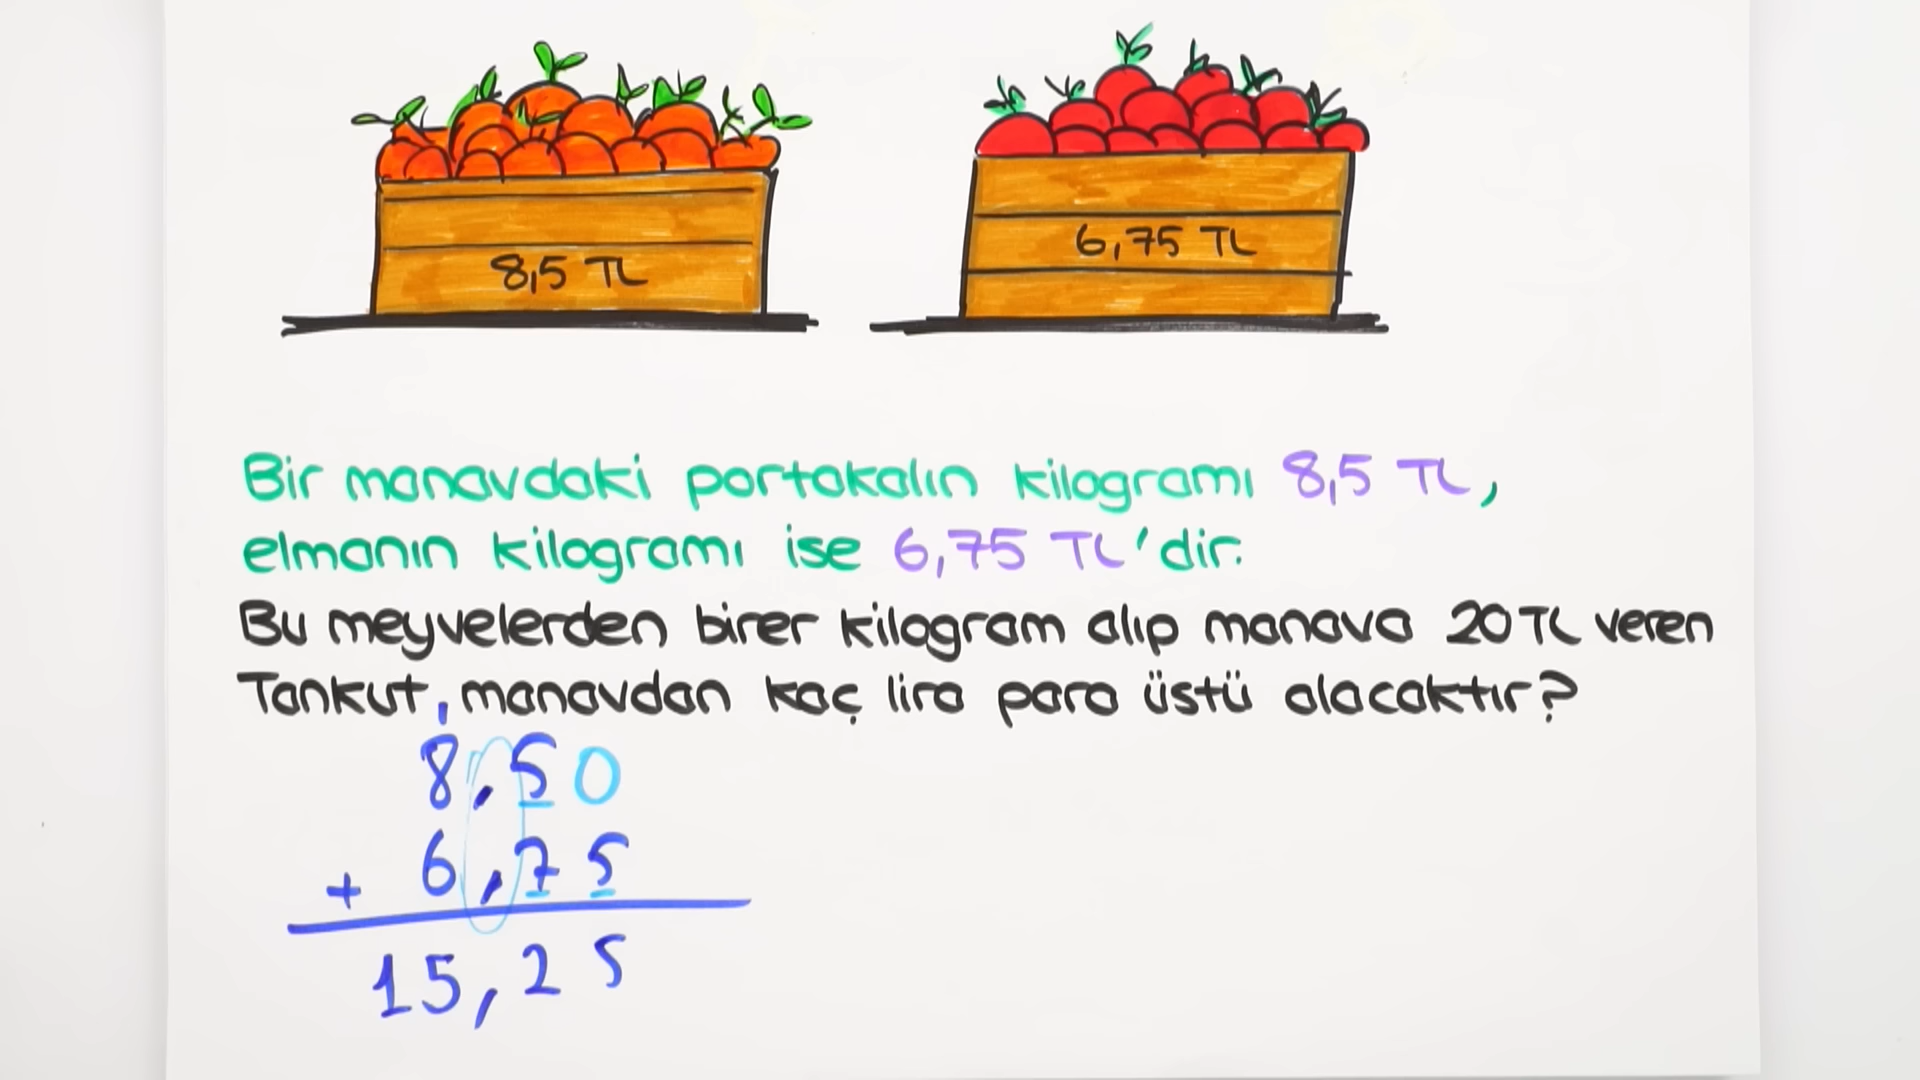 8,5 TL
6,75 TL
Bir manavdaki portakalın kilogramı 8,5 TL,
elmanın kilogramı ise 6,75 TL'dir.
Bu meyvelerden birer kilogram alıp manava 20 TL veren
Tankut, manavdan kaç lira para üstü alacaktır?
8,50
+ 6,75
15,25